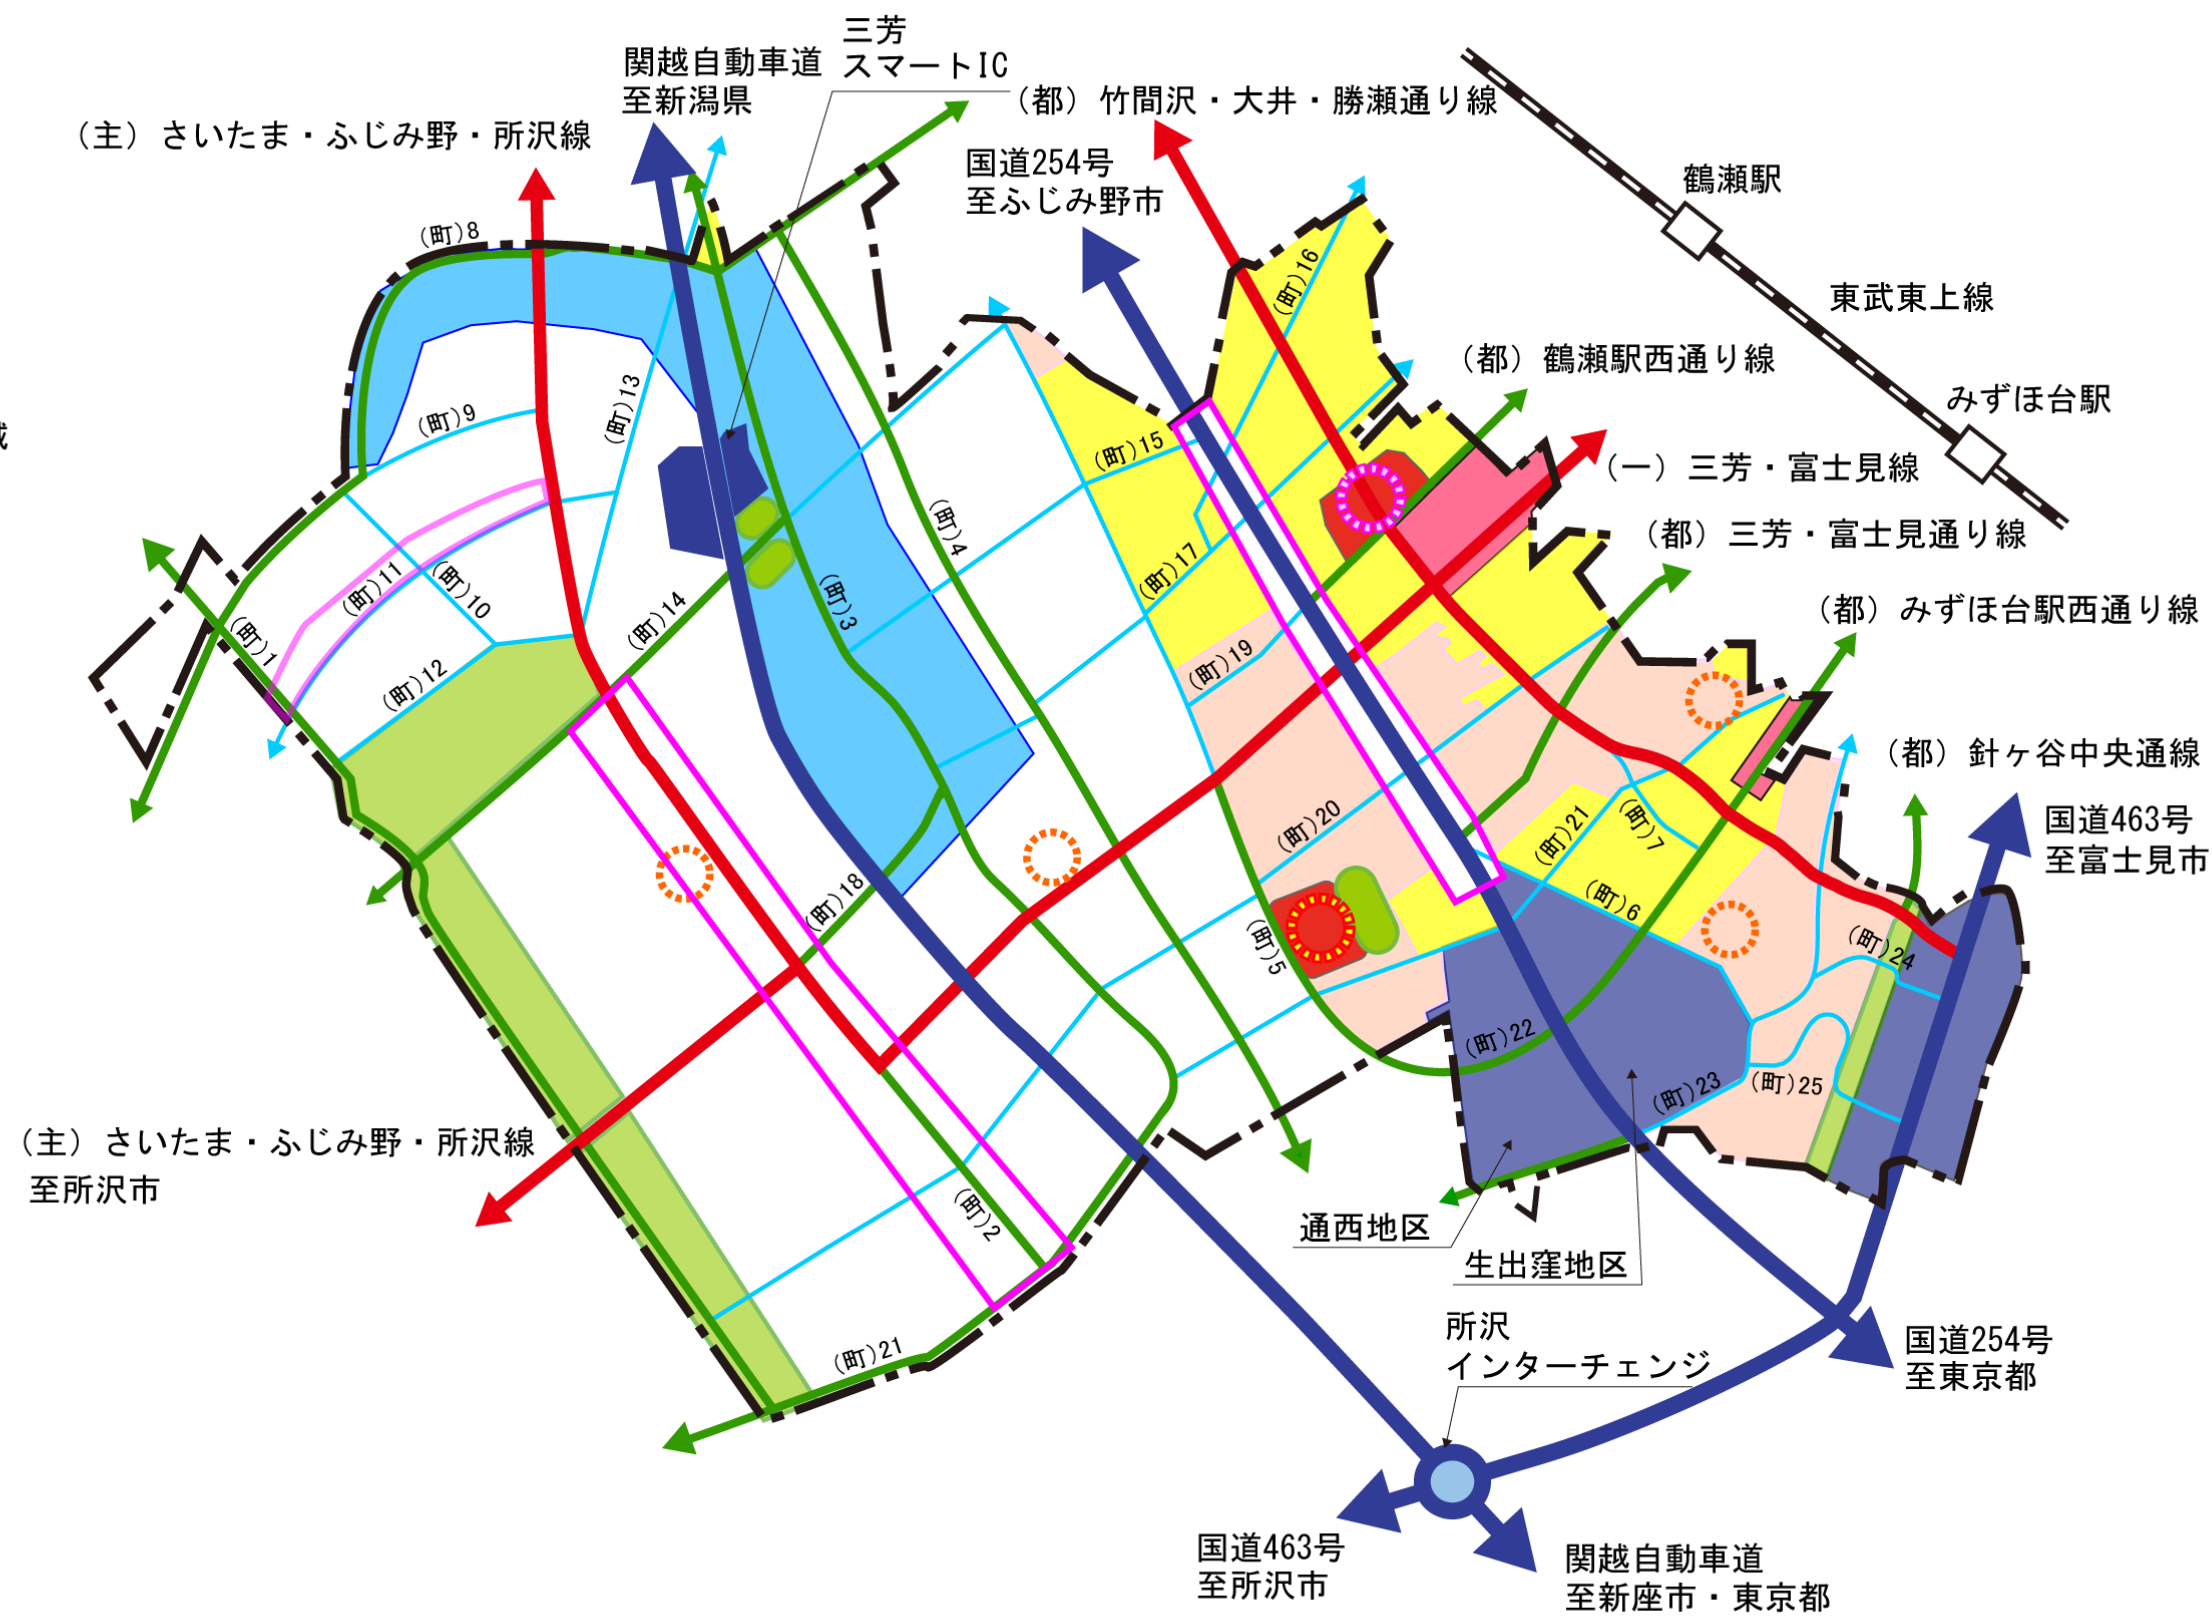 三芳
スマートIC
関越自動車道
至新潟県
（都）竹間沢・大井・勝瀬通り線
（主）さいたま・ふじみ野・所沢線
国道254号
至ふじみ野市
鶴瀬駅
東武東上線
みずほ台駅
（都）鶴瀬駅西通り線
（一）三芳・富士見線
（都）三芳・富士見通り線
（都）みずほ台駅西通り線
（都）針ヶ谷中央通線
国道463号
至富士見市
(町)8
(町)16
(町)9
(町)13
(町)15
(町)4
(町)17
(町)11
(町)10
(町)3
(町)14
(町)1
(町)12
(町)19
(町)20
(町)21
(町)7
(町)6
(町)18
(町)5
(町)24
(町)22
(町)23
(町)25
(町)2
(町)21
（主）さいたま・ふじみ野・所沢線
至所沢市
通西地区
生出窪地区
所沢
インターチェンジ
国道254号
至東京都
国道463号
至所沢市
関越自動車道
至新座市・東京都